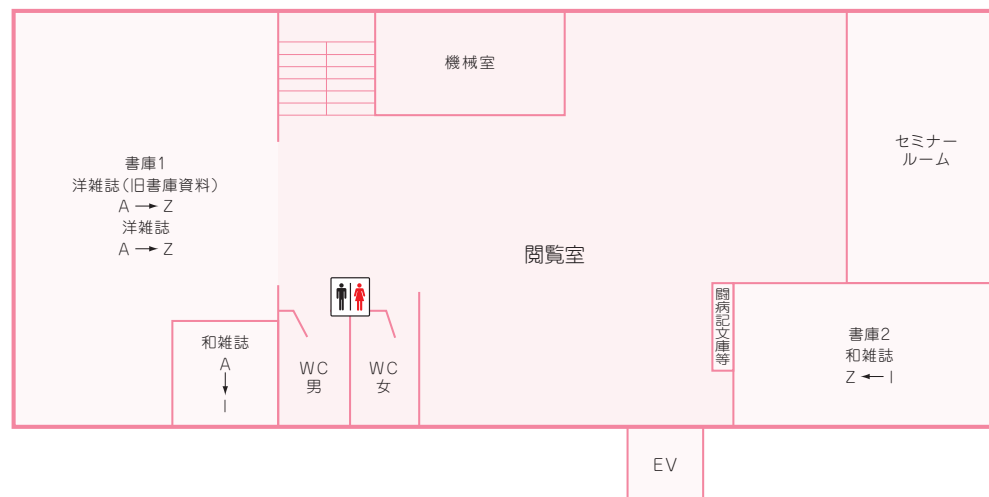 機械室
セミナー
ルーム
書庫1
洋雑誌(旧書庫資料)
A → Z
洋雑誌
A → Z
閲覧室
和雑誌
A
↓
I
WC
男
WC
女
闘病記文庫等
書庫2
和雑誌
Z ← I
EV